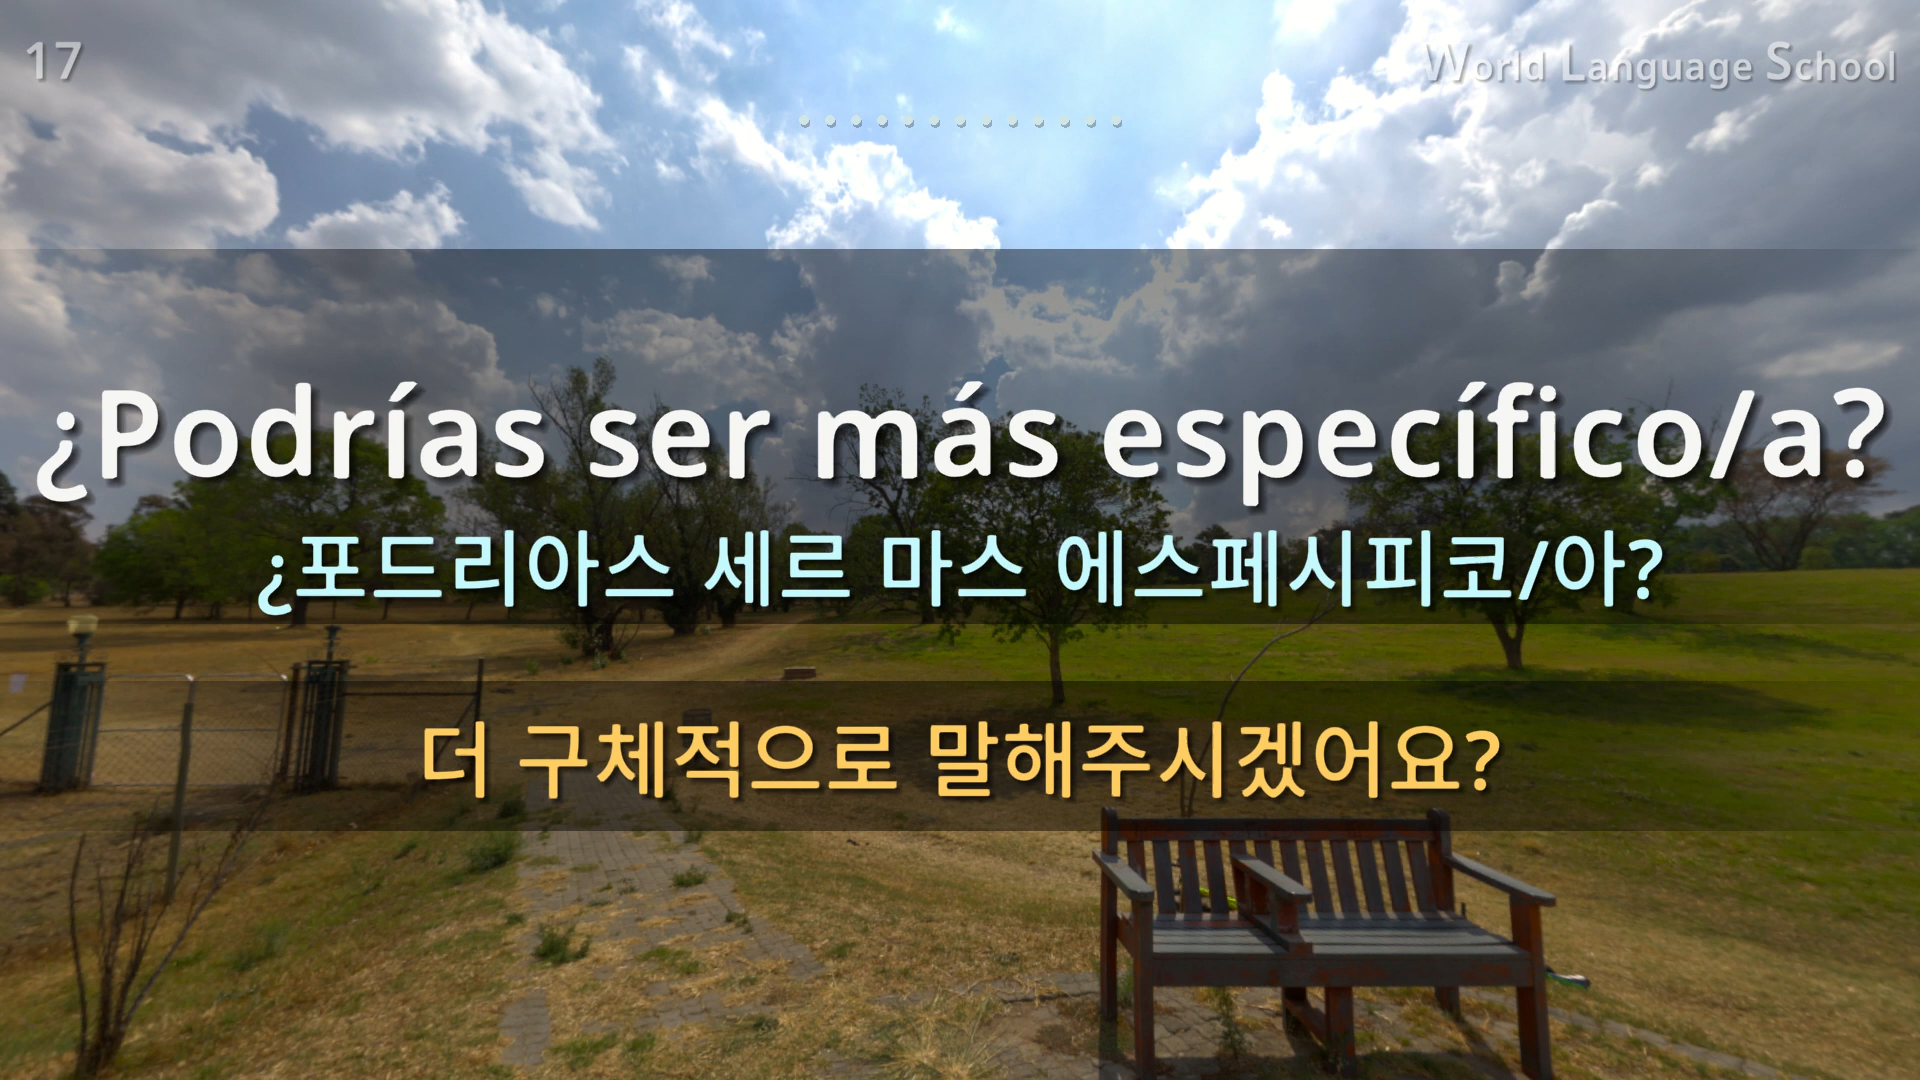 17
World Language School
¿Podrías ser más específico/a?
¿포드리아스 세르 마스 에스페시피코/아?
더 구체적으로 말해주시겠어요?